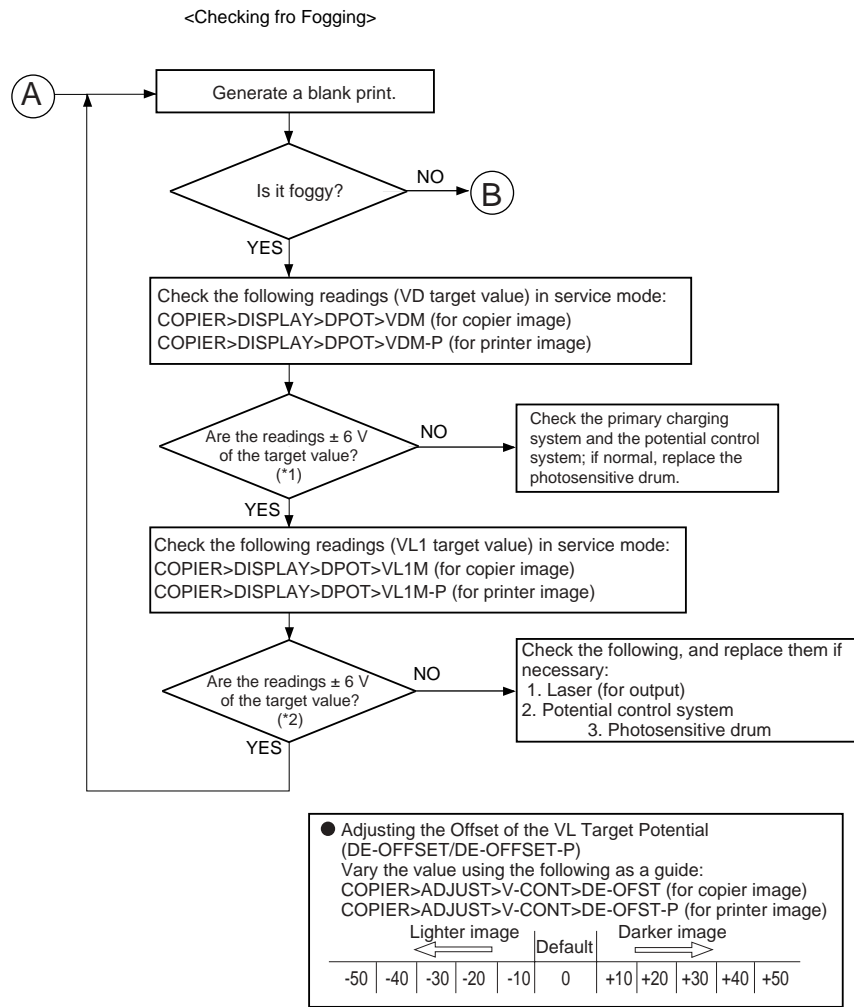 <Checking fro Fogging>
A
Generate a blank print.
Is it foggy?
NO
B
YES
Check the following readings (VD target value) in service mode:
COPIER>DISPLAY>DPOT>VDM (for copier image)
COPIER>DISPLAY>DPOT>VDM-P (for printer image)
Are the readings ± 6 V
of the target value?
(*1)
NO
Check the primary charging
system and the potential control
system; if normal, replace the
photosensitive drum.
YES
Check the following readings (VL1 target value) in service mode:
COPIER>DISPLAY>DPOT>VL1M (for copier image)
COPIER>DISPLAY>DPOT>VL1M-P (for printer image)
Are the readings ± 6 V
of the target value?
(*2)
NO
Check the following, and replace them if
necessary:
1. Laser (for output)
2. Potential control system
3. Photosensitive drum
YES
● Adjusting the Offset of the VL Target Potential
(DE-OFFSET/DE-OFFSET-P)
Vary the value using the following as a guide:
COPIER>ADJUST>V-CONT>DE-OFST (for copier image)
COPIER>ADJUST>V-CONT>DE-OFST-P (for printer image)
Lighter image Default Darker image
-50 -40 -30 -20 -10 0 +10 +20 +30 +40 +50